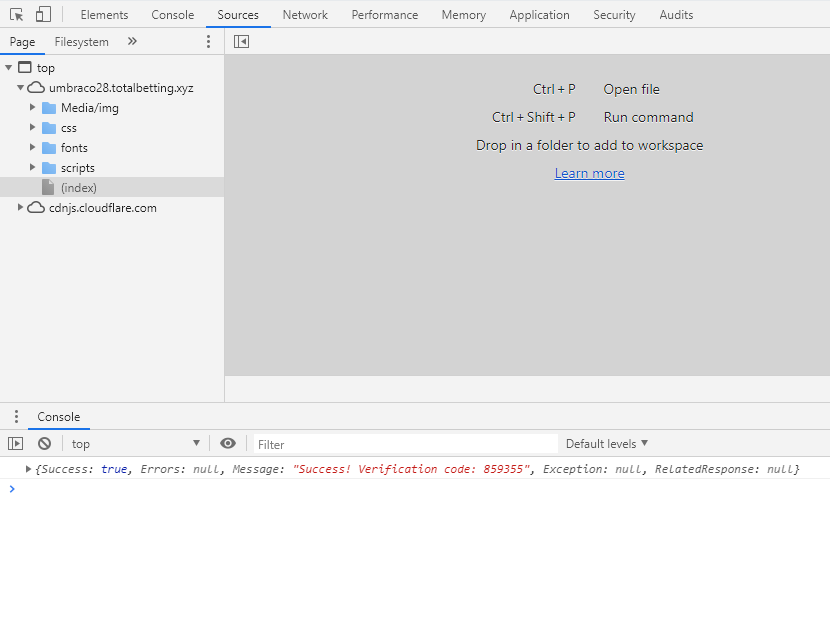 Elements Console Sources Network Performance Memory Application Security Audits
Page Filesystem »
top
umbraco28.totalbetting.xyz
Media/img
css
fonts
scripts
(index)
cdnjs.cloudflare.com
Ctrl + P Open file
Ctrl + Shift + P Run command
Drop in a folder to add to workspace
Learn more
Console
top Filter Default levels
{Success: true, Errors: null, Message: "Success! Verification code: 859355", Exception: null, RelatedResponse: null}